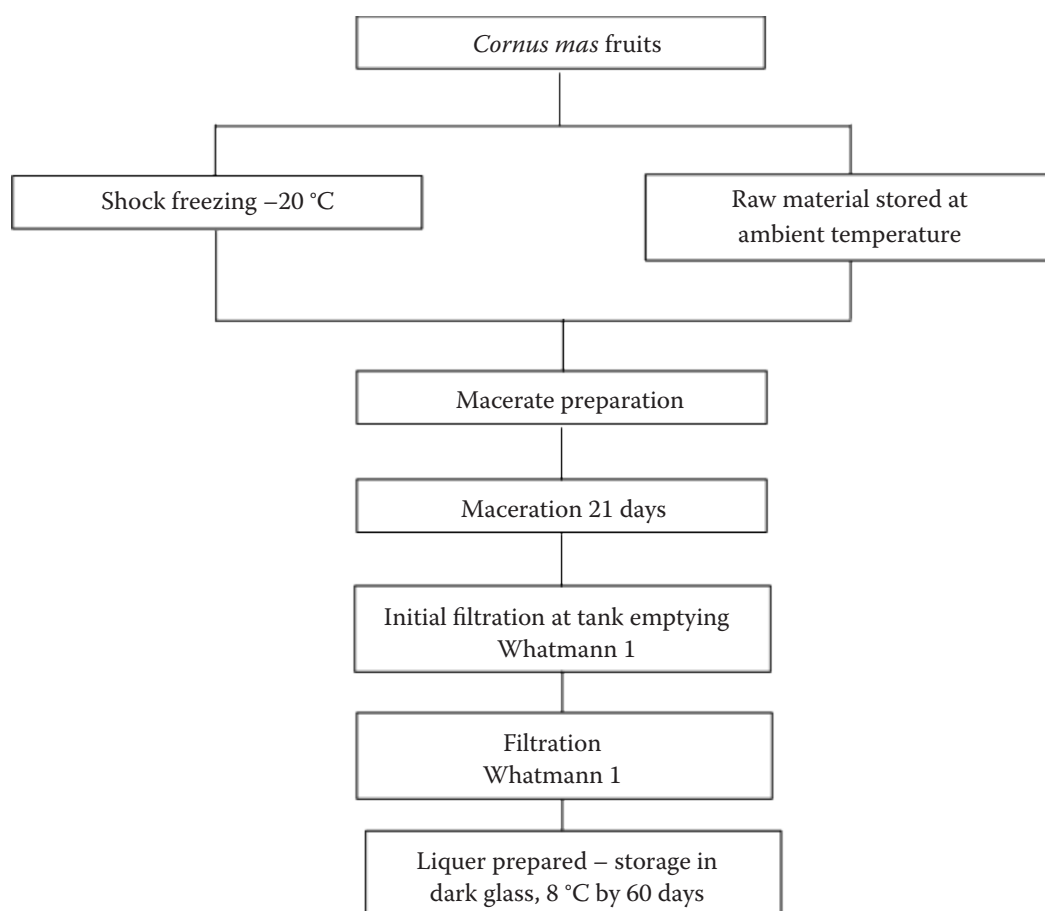 Cornus mas fruits
Shock freezing –20 °C
Raw material stored at
ambient temperature
Macerate preparation
Maceration 21 days
Initial filtration at tank emptying
Whatmann 1
Filtration
Whatmann 1
Liquer prepared – storage in
dark glass, 8 °C by 60 days